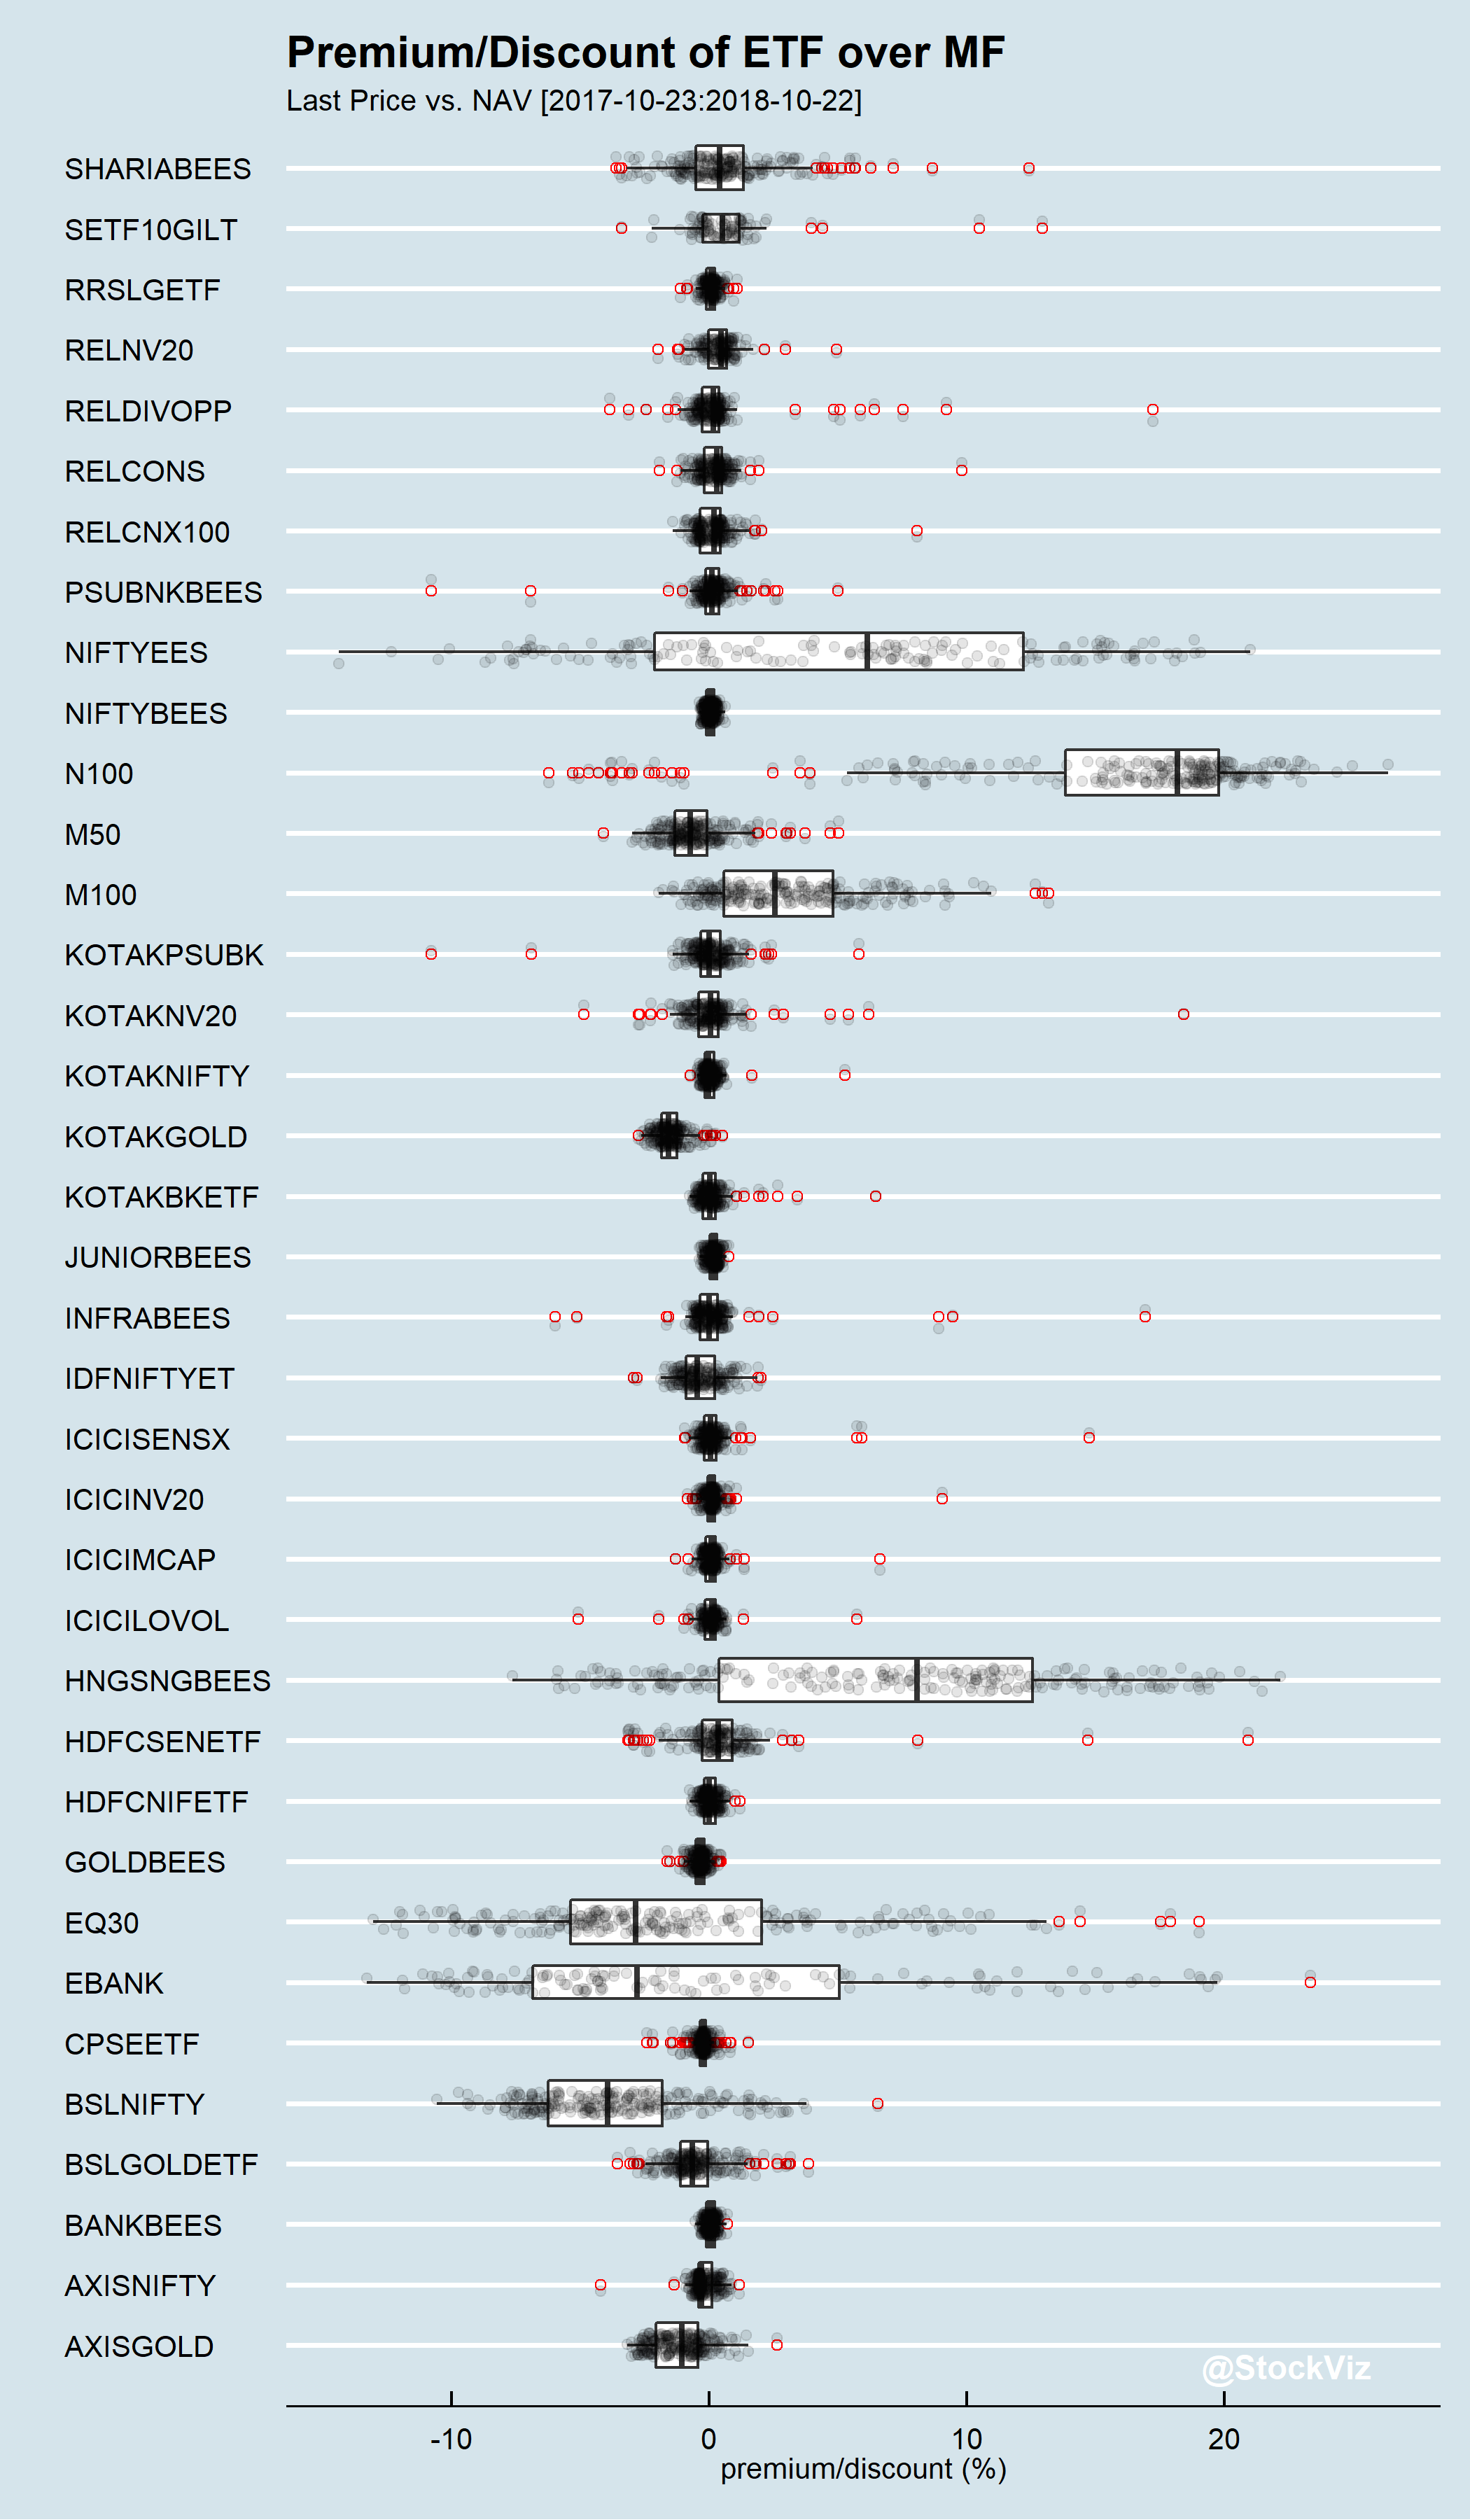 Premium/Discount of ETF over MF
Last Price vs. NAV [2017-10-23:2018-10-22]
SHARIABEES
SETF10GILT
RRSLGETF
RELNV20
RELDIVOPP
RELCONS
RELCNX100
PSUBNKBEES
NIFTYEES
NIFTYBEES
N100
M50
M100
KOTAKPSUBK
KOTAKNV20
KOTAKNIFTY
KOTAKGOLD
KOTAKBKETF
JUNIORBEES
INFRABEES
IDFNIFTYET
ICICISENSX
ICICINV20
ICICIMCAP
ICICILOVOL
HNGSNGBEES
HDFCSENETF
HDFCNIFETF
GOLDBEES
EQ30
EBANK
CPSEETF
BSLNIFTY
BSLGOLDETF
BANKBEES
AXISNIFTY
AXISGOLD
@StockViz
-10 0 10 20
premium/discount (%)